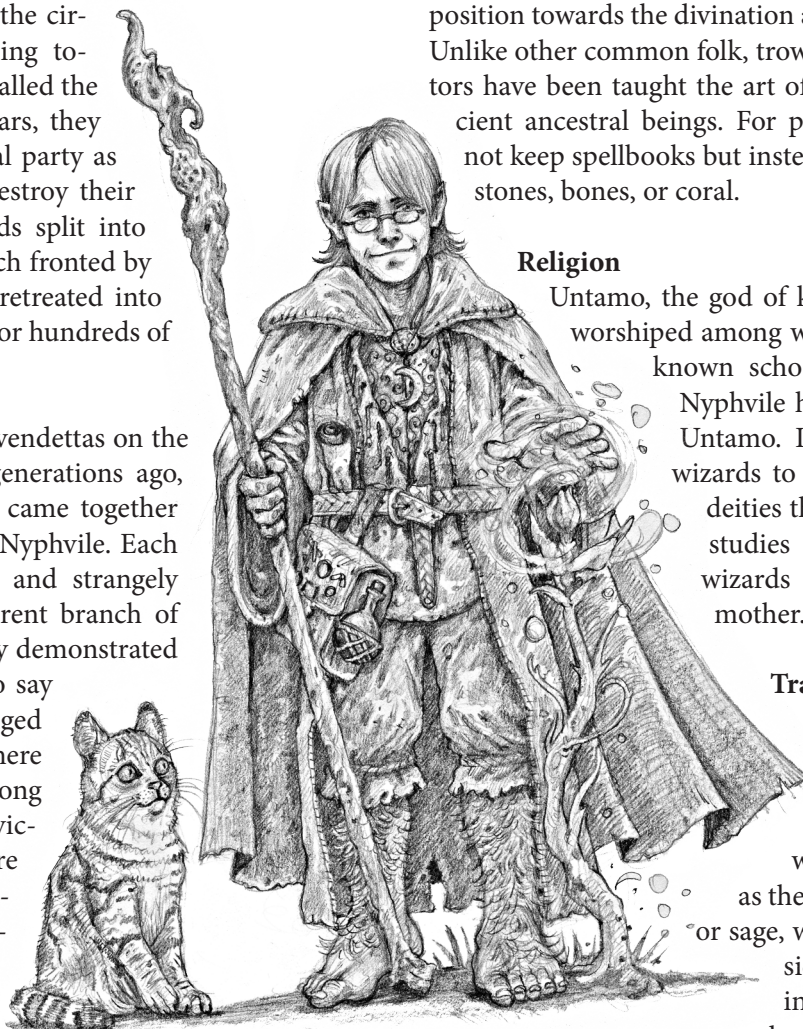 the cir-
ing to-
alled the
ars, they
al party as
estroy their
ds split into
ch fronted by
retreated into
or hundreds of
vendettas on the
generations ago,
came together
Nyphvile. Each
and strangely
rent branch of
y demonstrated
o say
ged
here
ong
vic-
re
-
-
position towards the divination a
Unlike other common folk, trow
tors have been taught the art of
cient ancestral beings. For p
not keep spellbooks but inste
stones, bones, or coral.
Religion
Untamo, the god of k
worshiped among w
known scho
Nyphvile h
Untamo. I
wizards to
deities th
studies
wizards
mother.
Tra
w
as the
or sage, w
si
in